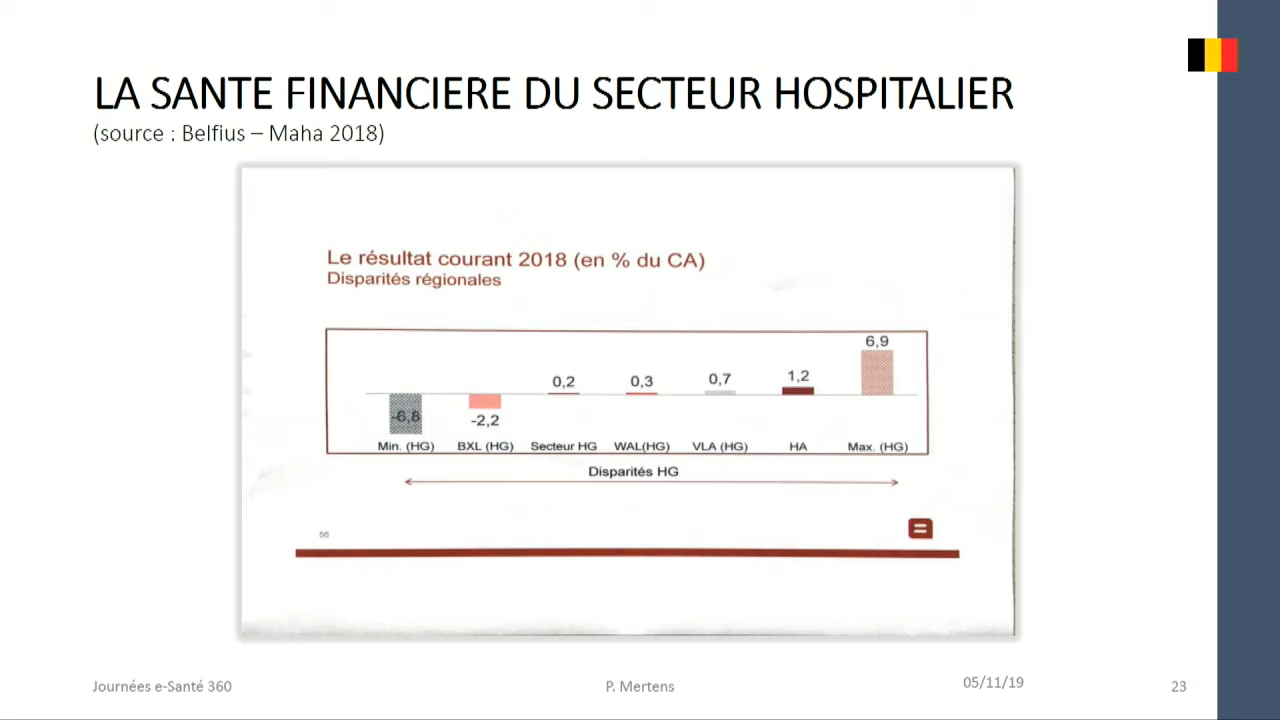 LA SANTE FINANCIERE DU SECTEUR HOSPITALIER
(source : Belfius – Maha 2018)
Le résultat courant 2018 (en % du CA)
Disparités régionales
-6,8
-2,2
0,2
0,3
0,7
1,2
6,9
Min. (HG) BXL (HG) Secteur HG WAL(HG) VLA (HG) HA Max. (HG)
Disparités HG
56
Journées e-Santé 360 P. Mertens 05/11/19 23